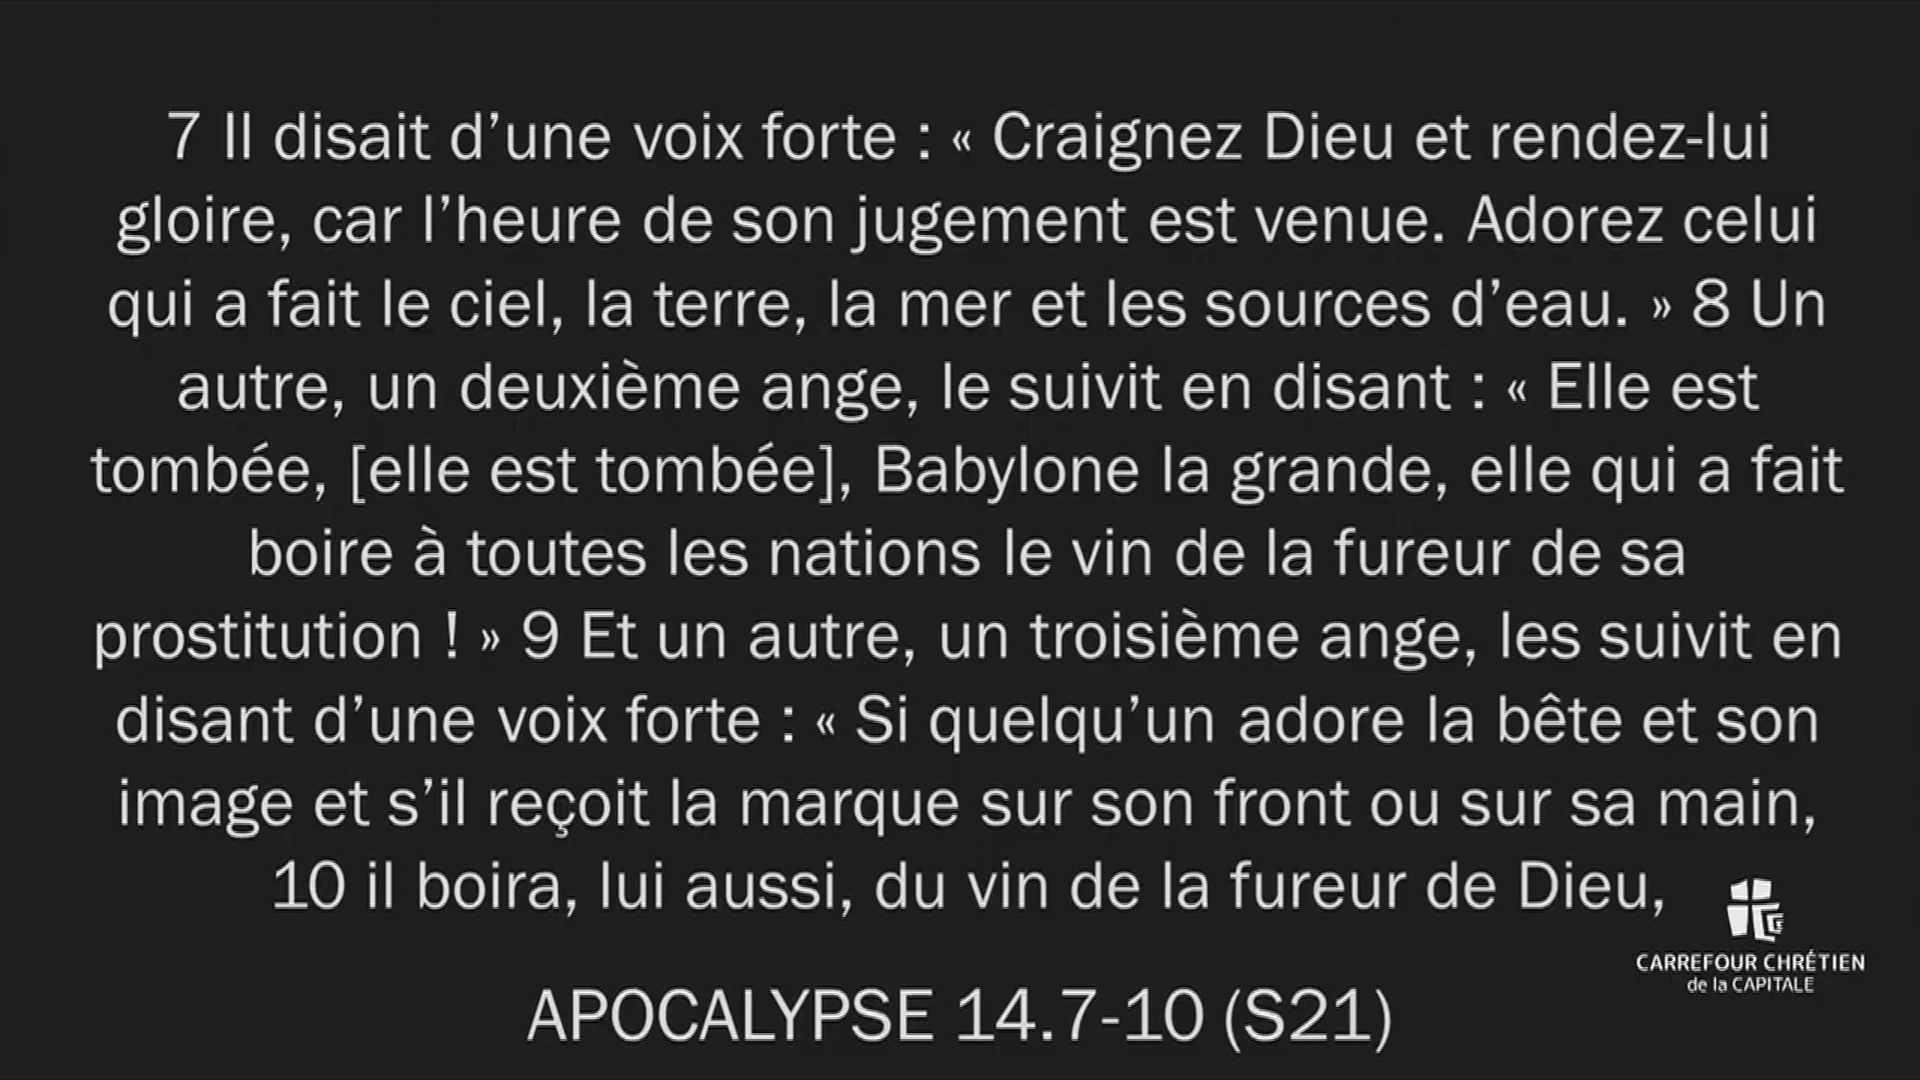 7 Il disait d’une voix forte : « Craignez Dieu et rendez-lui
gloire, car l’heure de son jugement est venue. Adorez celui
qui a fait le ciel, la terre, la mer et les sources d’eau. » 8 Un
autre, un deuxième ange, le suivit en disant : « Elle est
tombée, [elle est tombée], Babylone la grande, elle qui a fait
boire à toutes les nations le vin de la fureur de sa
prostitution ! » 9 Et un autre, un troisième ange, les suivit en
disant d’une voix forte : « Si quelqu’un adore la bête et son
image et s’il reçoit la marque sur son front ou sur sa main,
10 il boira, lui aussi, du vin de la fureur de Dieu,
CARREFOUR CHRÉTIEN
de la CAPITALE
APOCALYPSE 14.7-10 (S21)